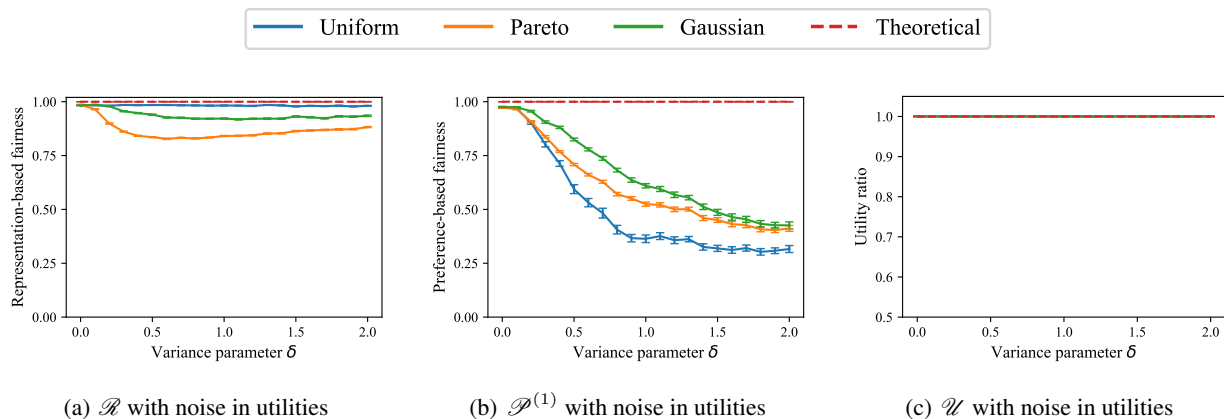 Uniform Pareto Gaussian Theoretical
Representation-based fairness
1.00
0.75
0.50
0.25
0.00
0.0 0.5 1.0 1.5 2.0
Variance parameter δ
(a) ℛ with noise in utilities
Preference-based fairness
1.00
0.75
0.50
0.25
0.00
0.0 0.5 1.0 1.5 2.0
Variance parameter δ
(b) 𝒫(1) with noise in utilities
Utility ratio
1.0
0.9
0.8
0.7
0.6
0.5
0.0 0.5 1.0 1.5 2.0
Variance parameter δ
(c) 𝒰 with noise in utilities